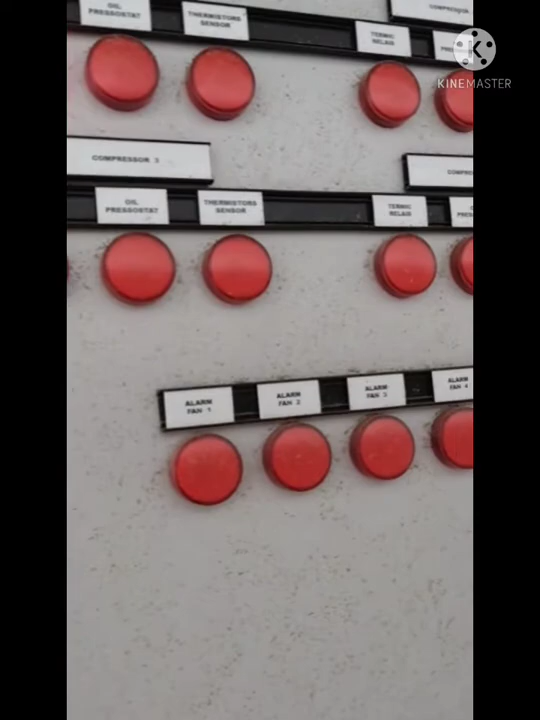 OIL
PRESSOSTAT
THERMISTORS
SENSOR
TERMIC
RELAIS
KINEMASTER
COMPRESSOR 3
OIL
PRESSOSTAT
THERMISTORS
SENSOR
TERMIC
RELAIS
ALARM
FAN 1
ALARM
FAN 2
ALARM
FAN 3
ALARM
FAN 4